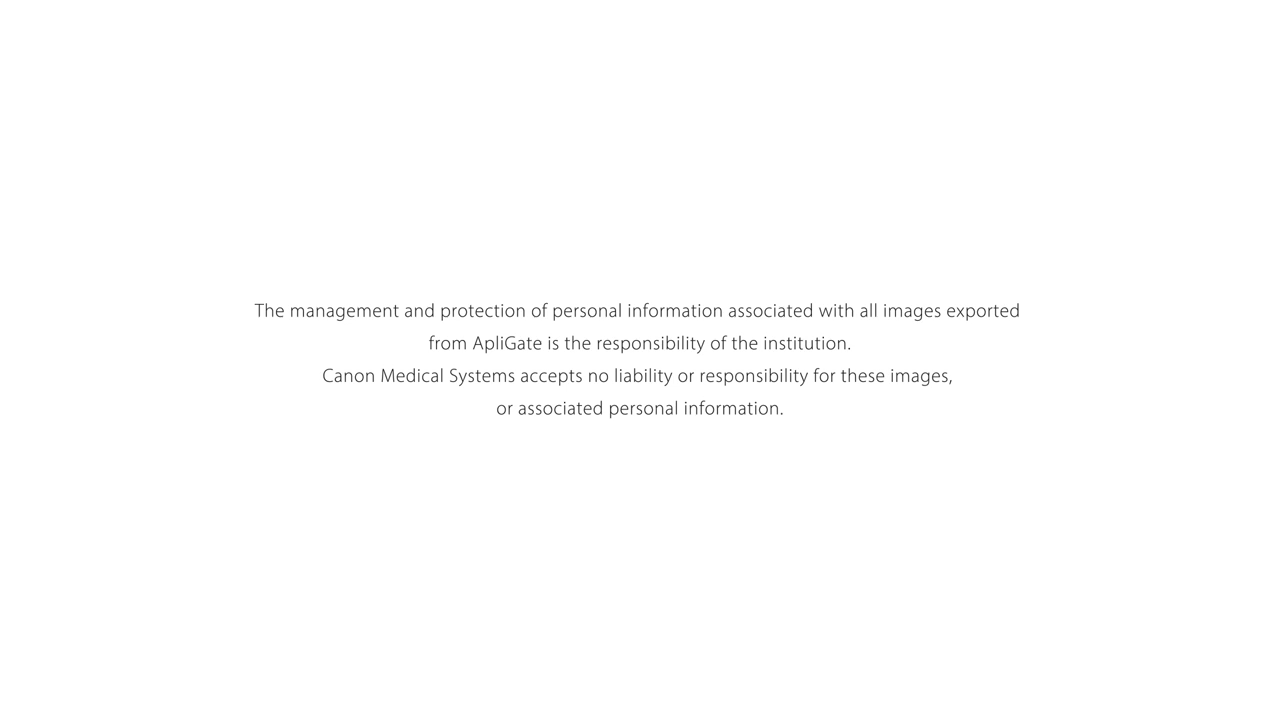 The management and protection of personal information associated with all images exported
from ApliGate is the responsibility of the institution.
Canon Medical Systems accepts no liability or responsibility for these images,
or associated personal information.